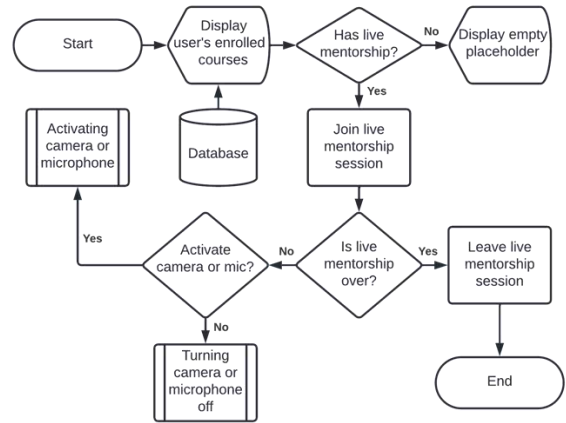 Start
Display
user's enrolled
courses
Has live
mentorship?
No
Display empty
placeholder
Yes
Activating
camera or
microphone
Database
Join live
mentorship
session
Yes
Activate
camera or mic?
No
Is live
mentorship
over?
Yes
Leave live
mentorship
session
No
Turning
camera or
microphone
off
End